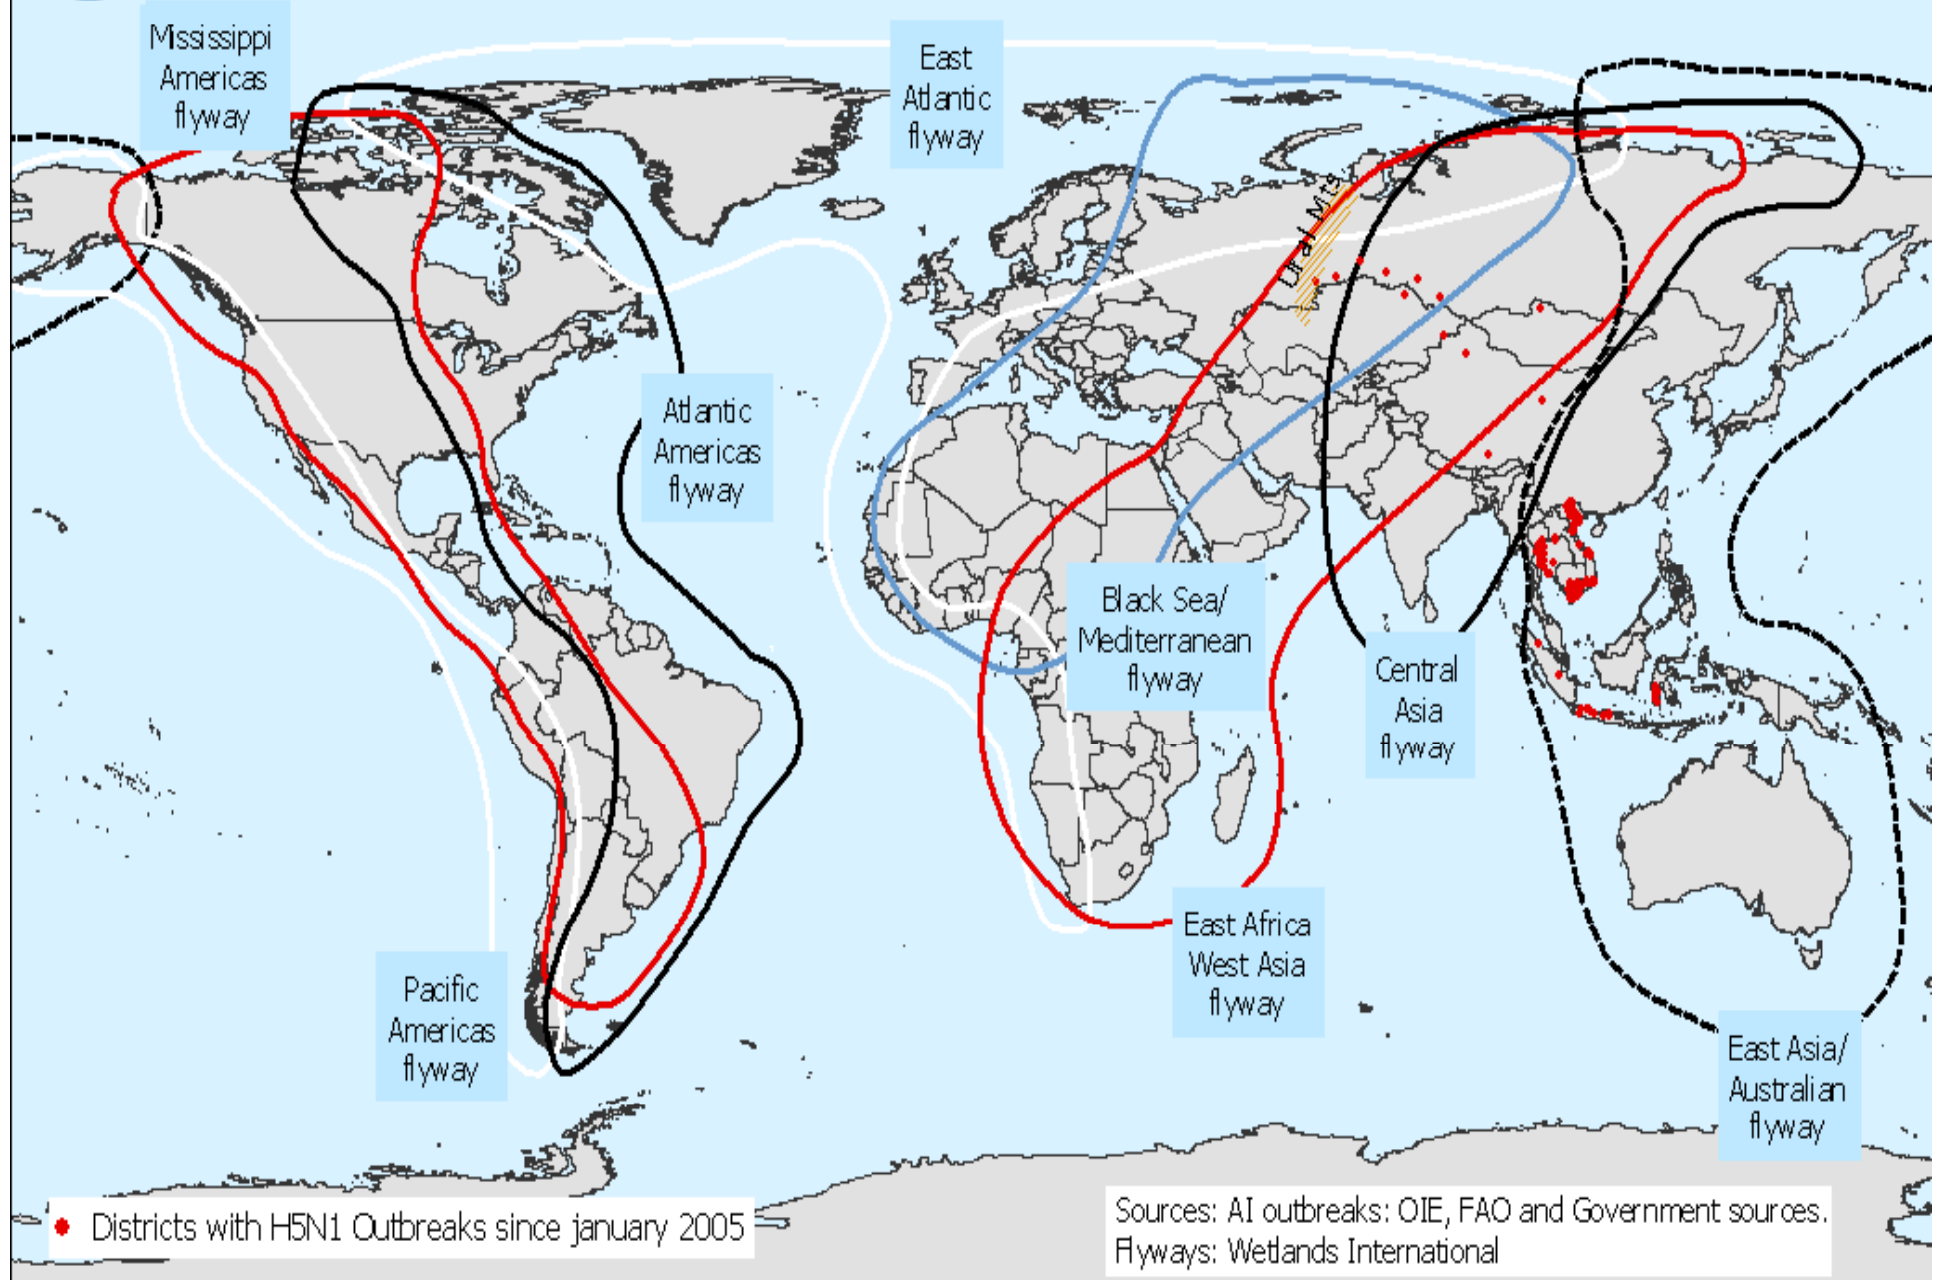 Mississippi
Americas
flyway
East
Atlantic
flyway
Ural Mts.
Atlantic
Americas
flyway
Black Sea/
Mediterranean
flyway
Central
Asia
flyway
East Africa
West Asia
flyway
Pacific
Americas
flyway
East Asia/
Australian
flyway
Districts with H5N1 Outbreaks since january 2005
Sources: AI outbreaks: OIE, FAO and Government sources.
Flyways: Wetlands International